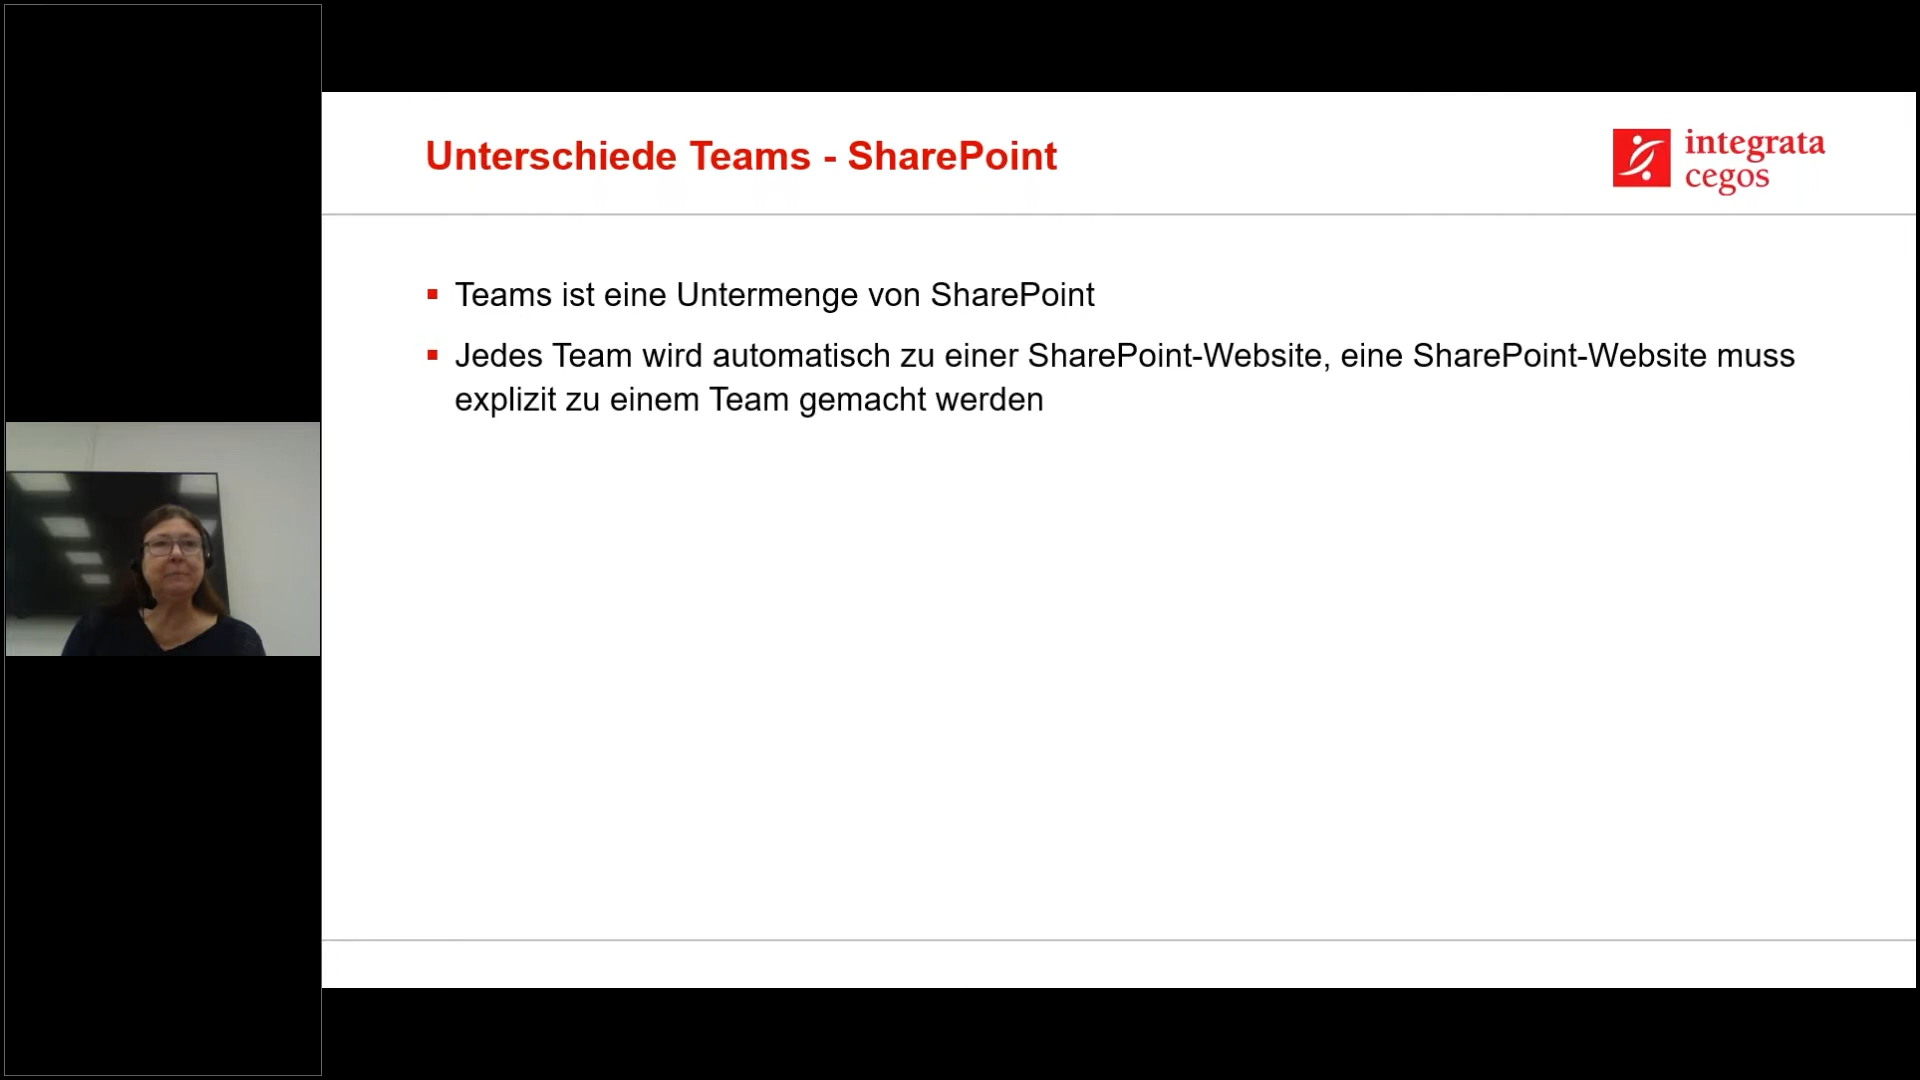 Unterschiede Teams - SharePoint
integrata
cegos
Teams ist eine Untermenge von SharePoint
Jedes Team wird automatisch zu einer SharePoint-Website, eine SharePoint-Website muss
explizit zu einem Team gemacht werden